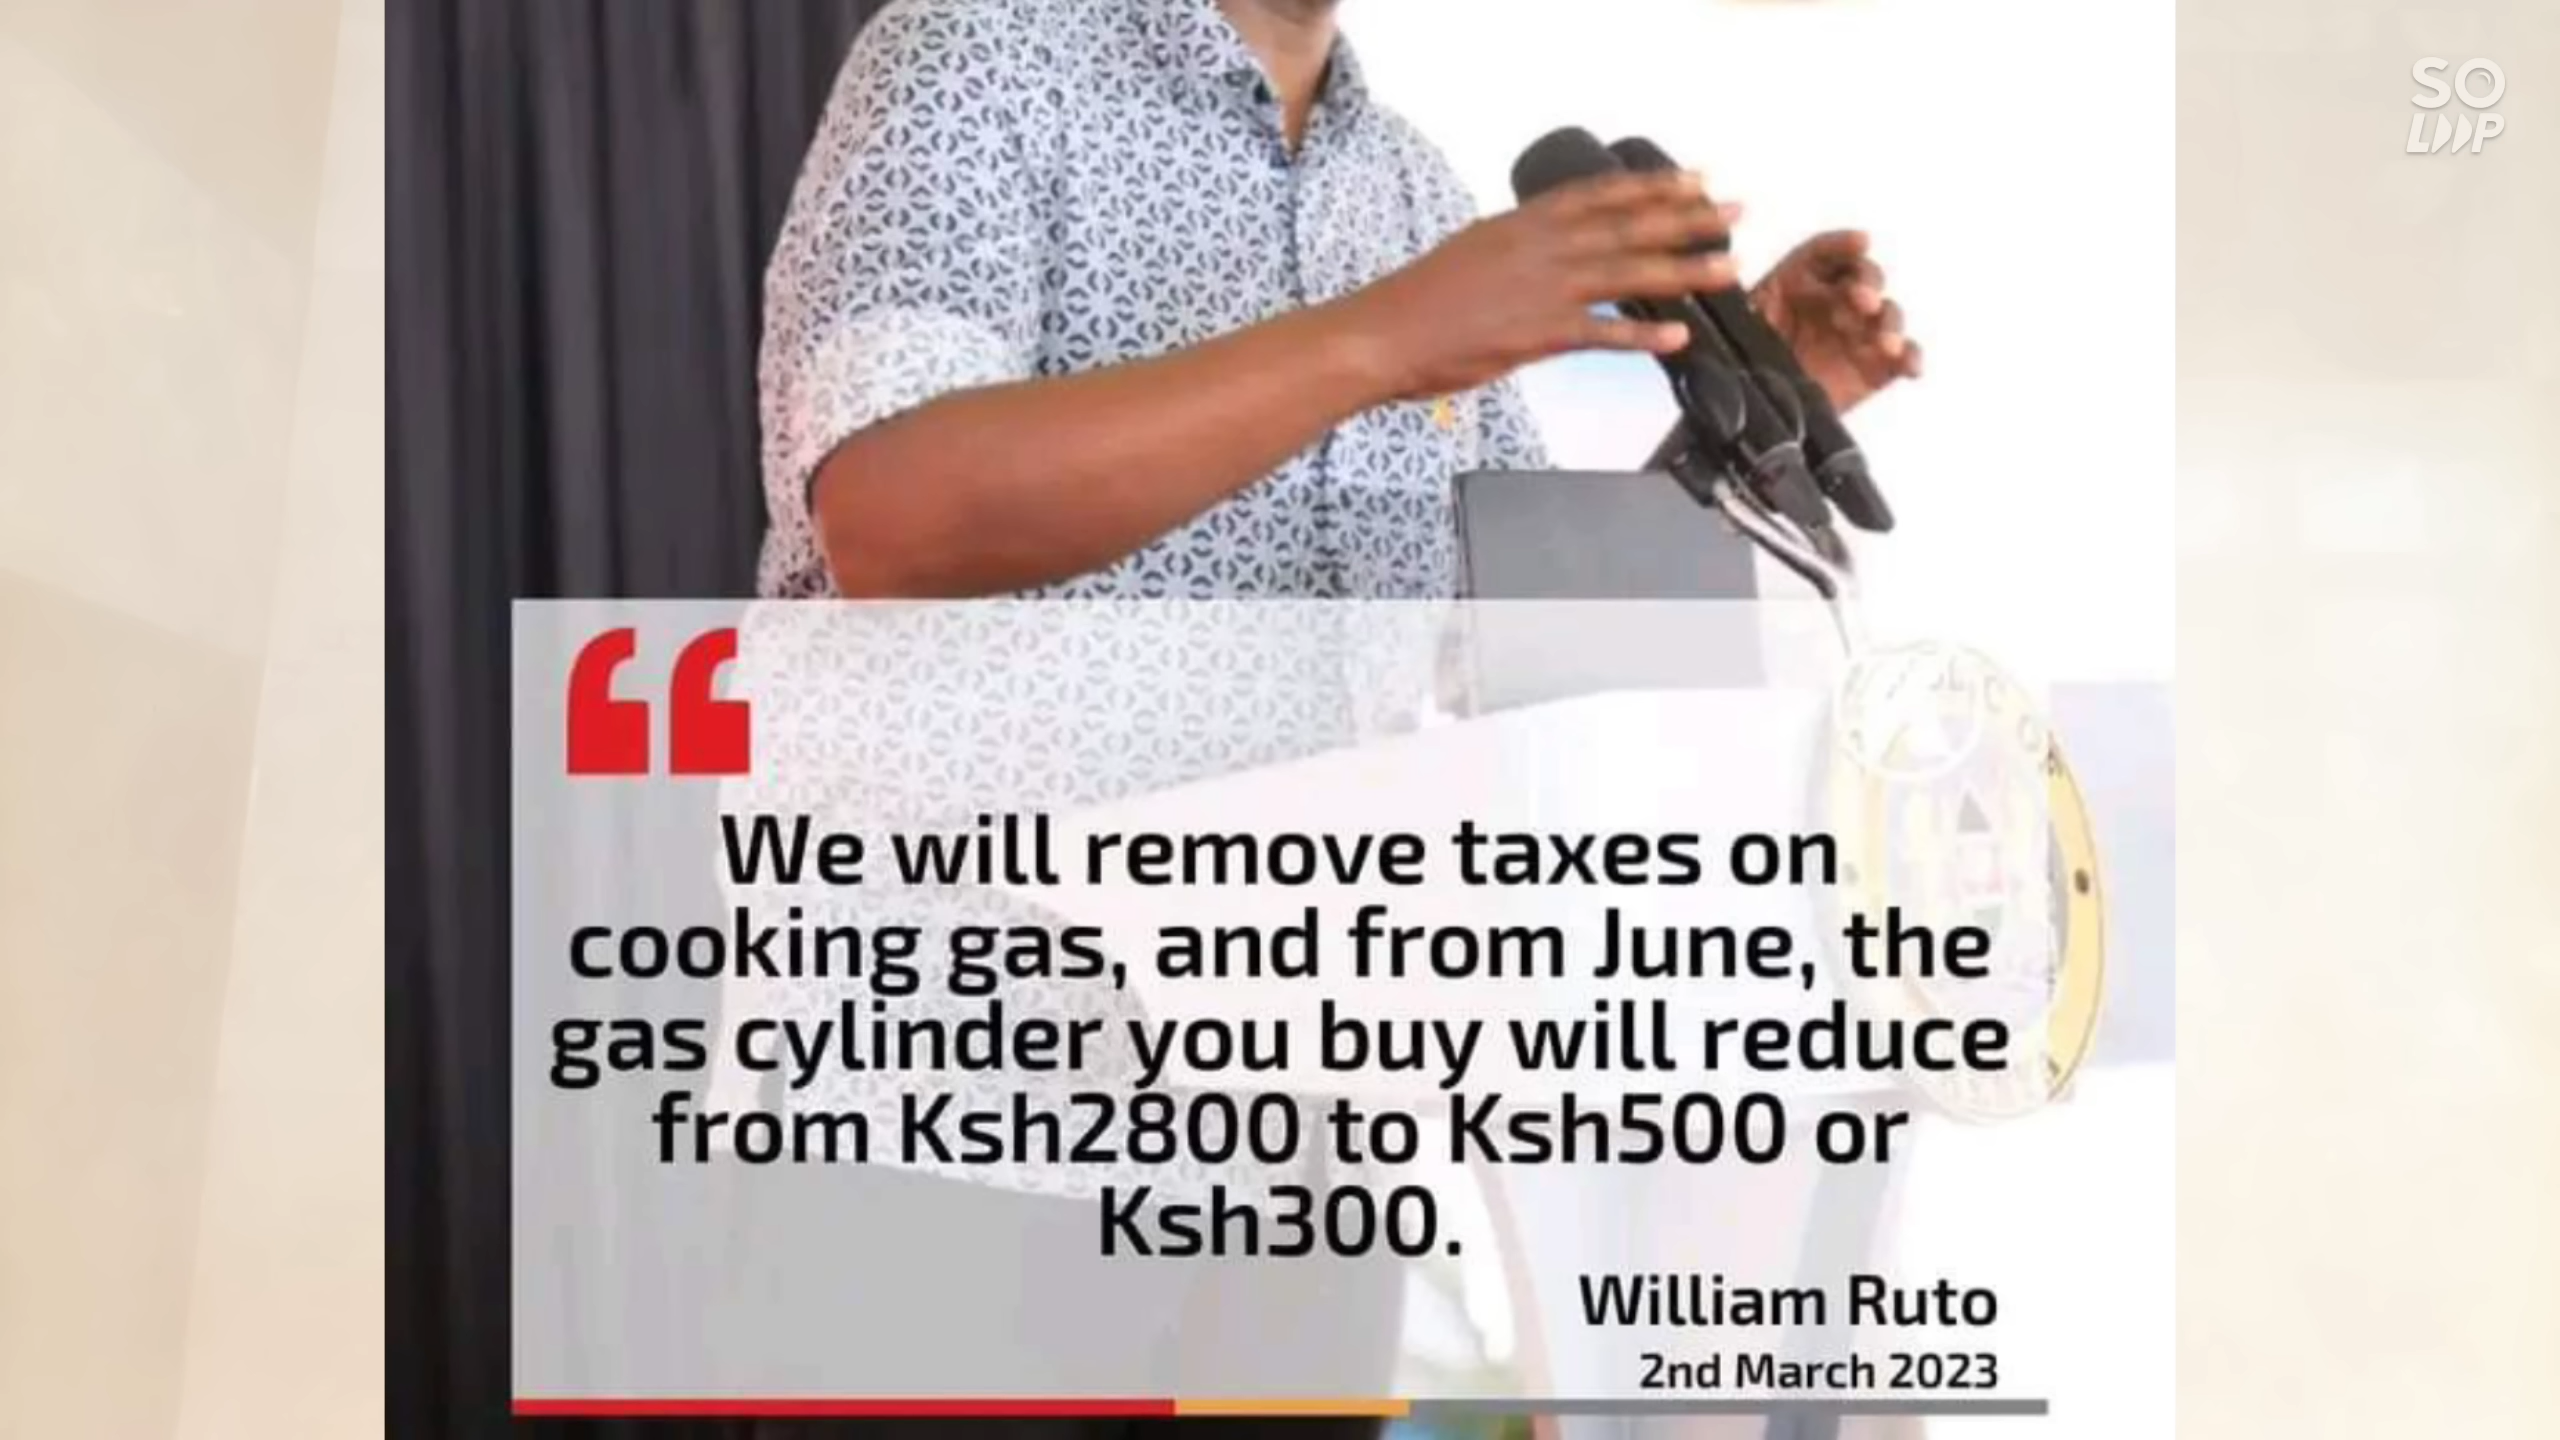 SO
LOOP
“
We will remove taxes on
cooking gas, and from June, the
gas cylinder you buy will reduce
from Ksh2800 to Ksh500 or
Ksh300.
William Ruto
2nd March 2023